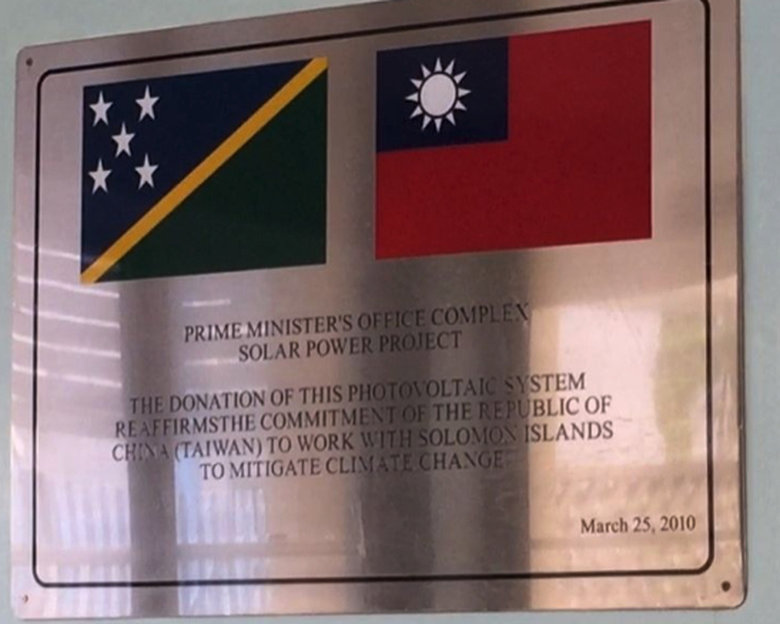 PRIME MINISTER'S OFFICE COMPLEX
SOLAR POWER PROJECT
THE DONATION OF THIS PHOTOVOLTAIC SYSTEM
REAFFIRMSTHE COMMITMENT OF THE REPUBLIC OF
CHINA (TAIWAN) TO WORK WITH SOLOMON ISLANDS
TO MITIGATE CLIMATE CHANGE
March 25, 2010